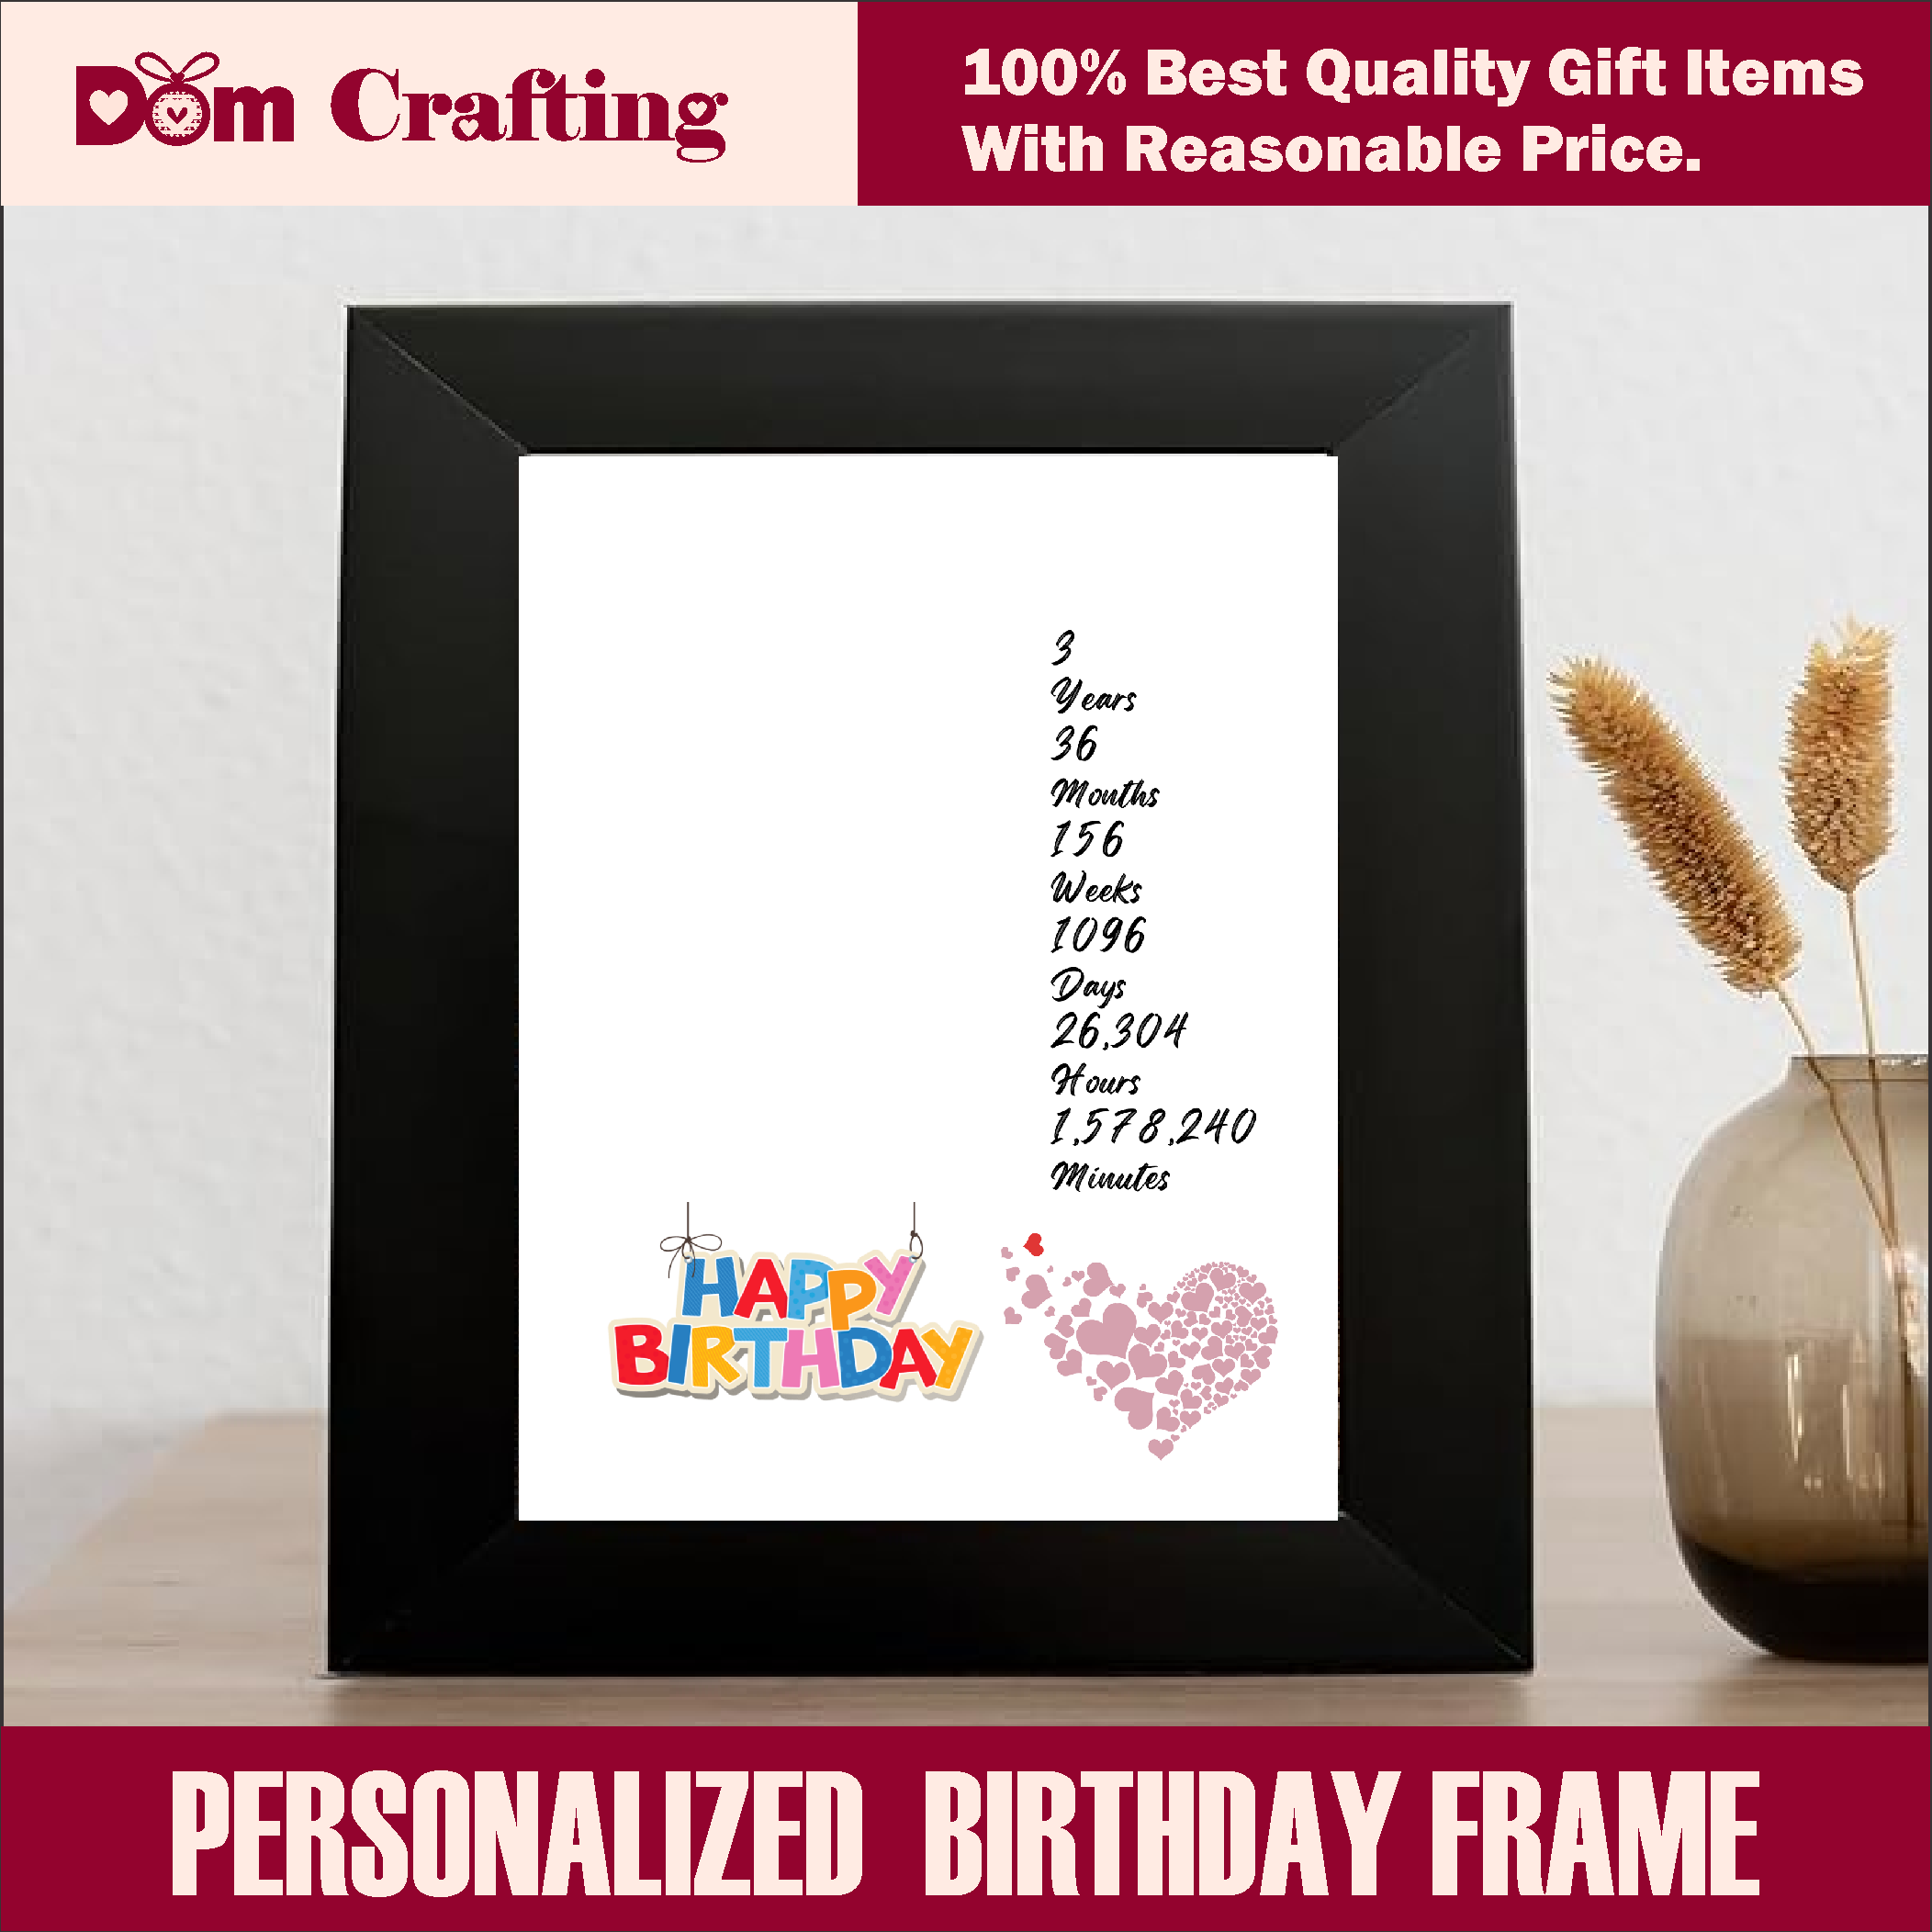 Dom Crafting
100% Best Quality Gift Items
With Reasonable Price.
3
Years
36
Months
156
Weeks
1096
Days
26,304
Hours
1,578,240
Minutes
HAPPY
BIRTHDAY
PERSONALIZED BIRTHDAY FRAME